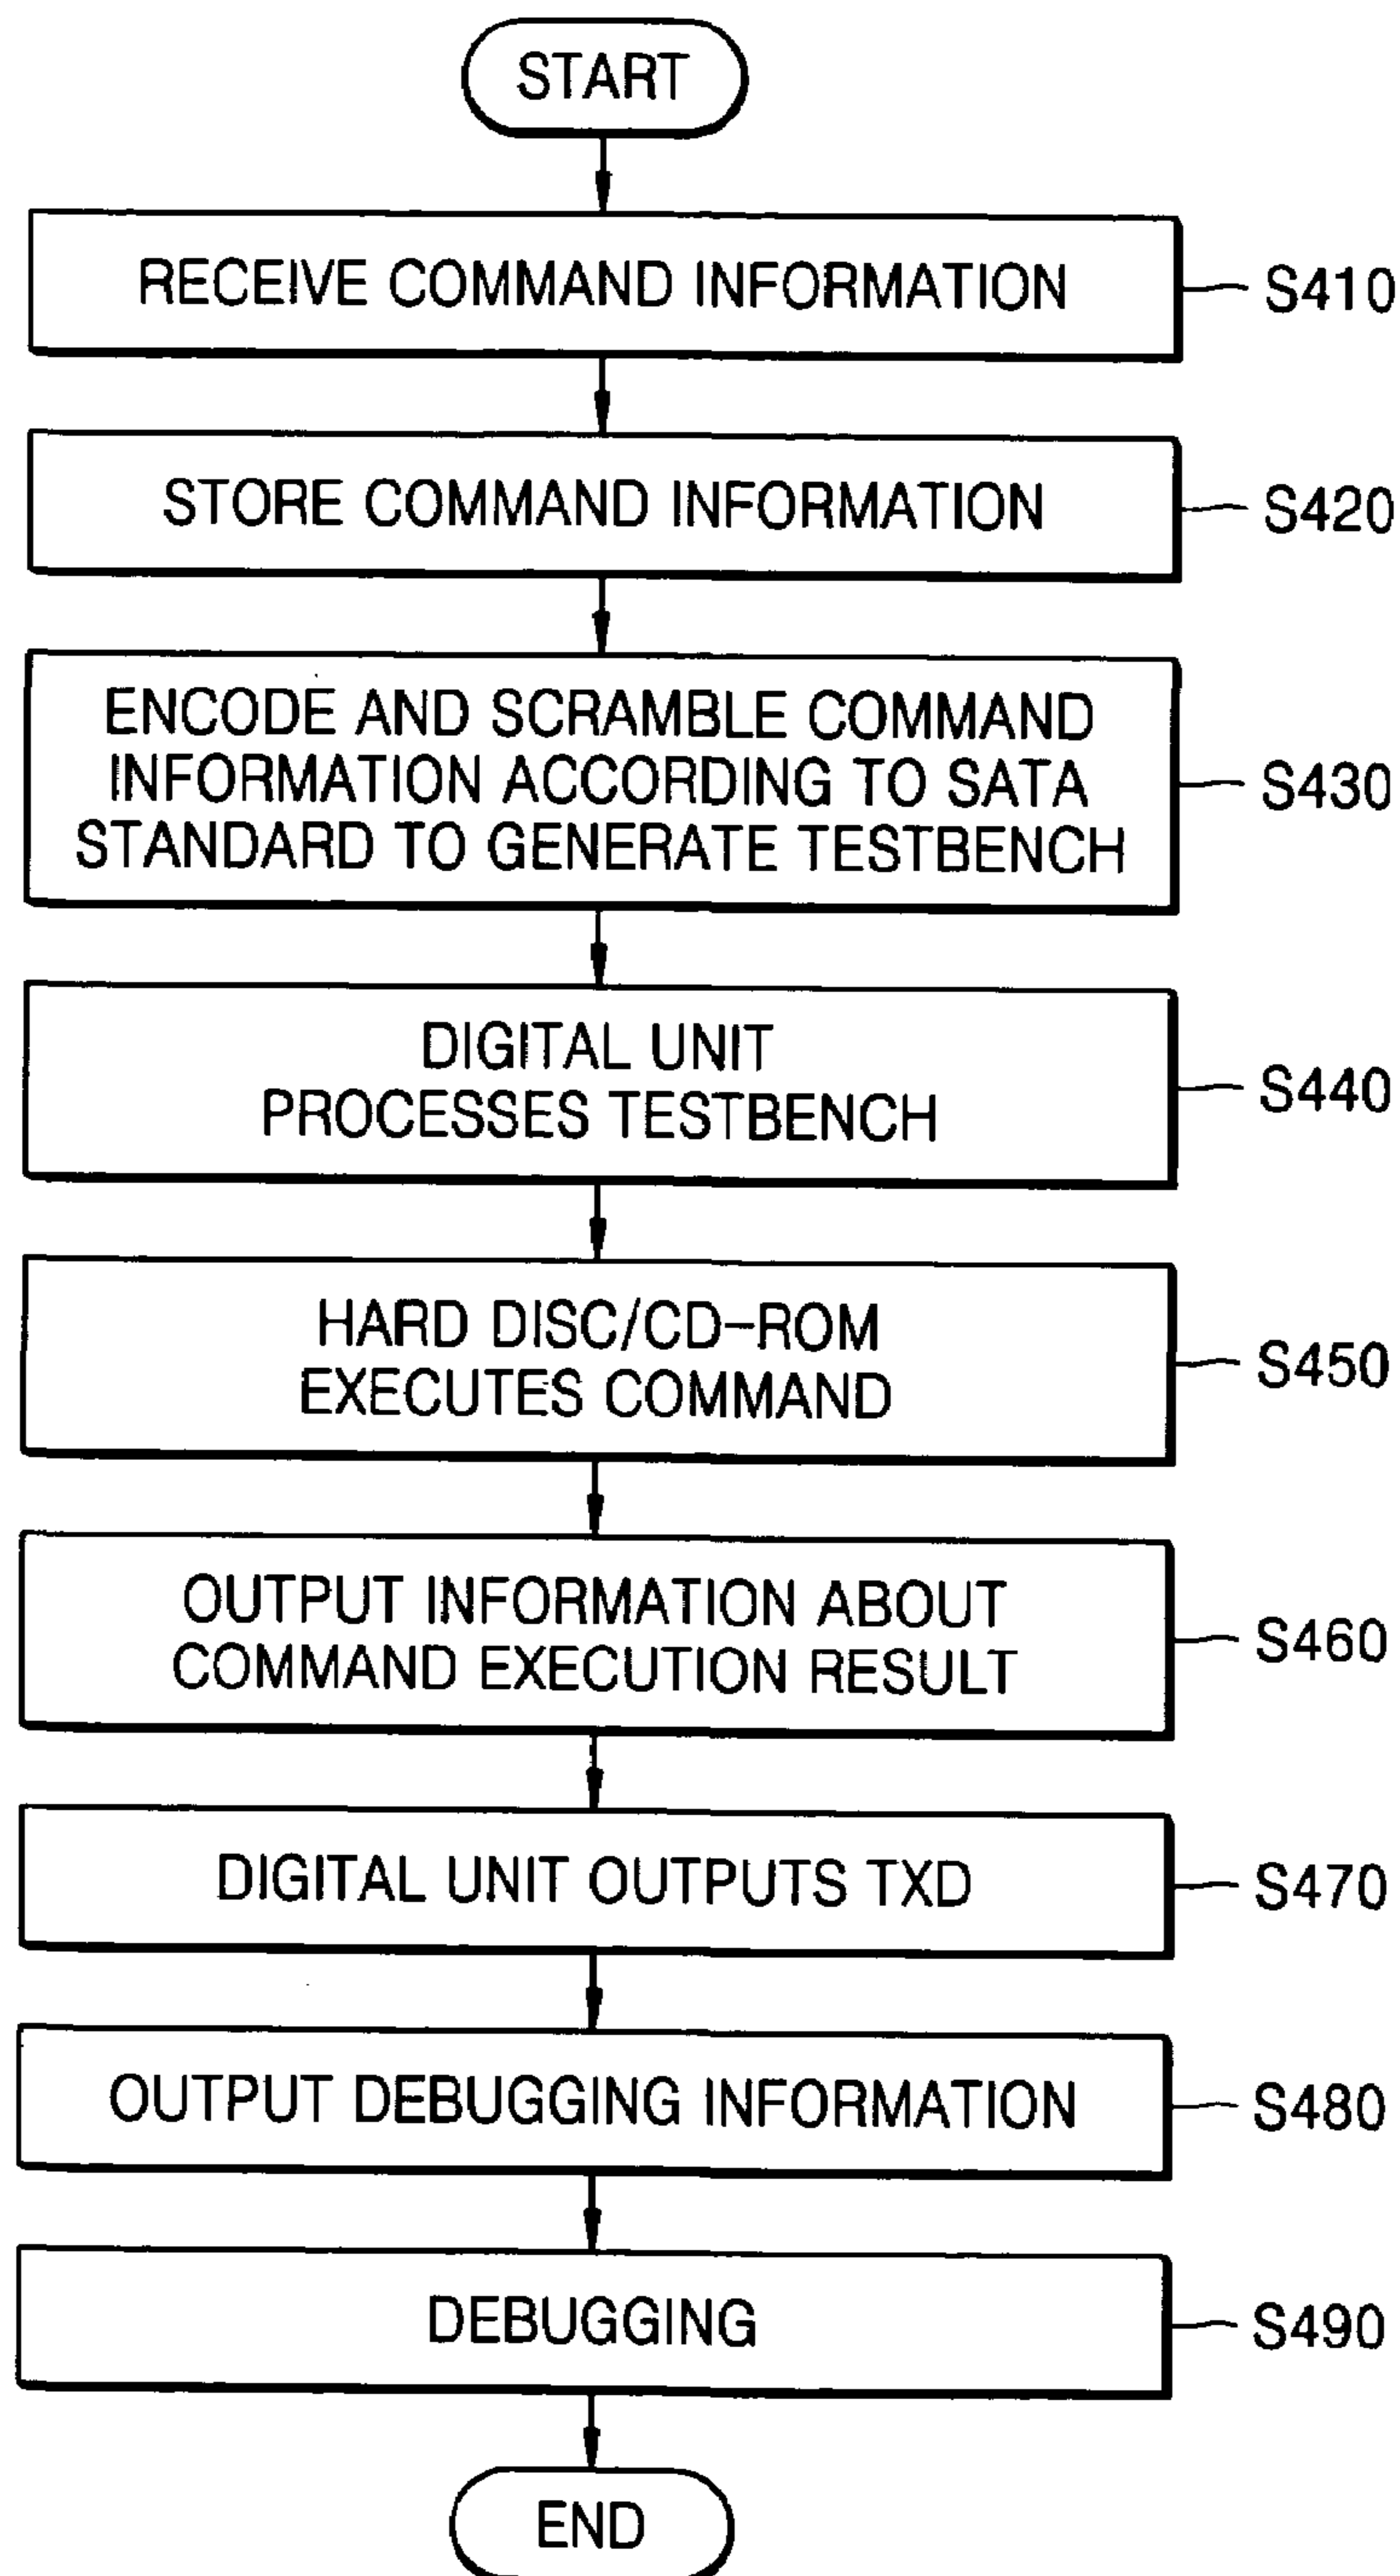 START
RECEIVE COMMAND INFORMATION
S410
STORE COMMAND INFORMATION
S420
ENCODE AND SCRAMBLE COMMAND
INFORMATION ACCORDING TO SATA
STANDARD TO GENERATE TESTBENCH
S430
DIGITAL UNIT
PROCESSES TESTBENCH
S440
HARD DISC/CD-ROM
EXECUTES COMMAND
S450
OUTPUT INFORMATION ABOUT
COMMAND EXECUTION RESULT
S460
DIGITAL UNIT OUTPUTS TXD
S470
OUTPUT DEBUGGING INFORMATION
S480
DEBUGGING
S490
END